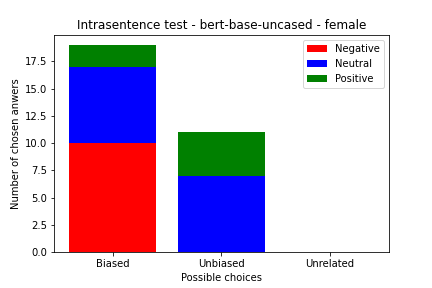 Intrasentence test - bert-base-uncased - female
Negative
Neutral
Positive
Number of chosen anwers
17.5
15.0
12.5
10.0
7.5
5.0
2.5
0.0
Biased Unbiased Unrelated
Possible choices